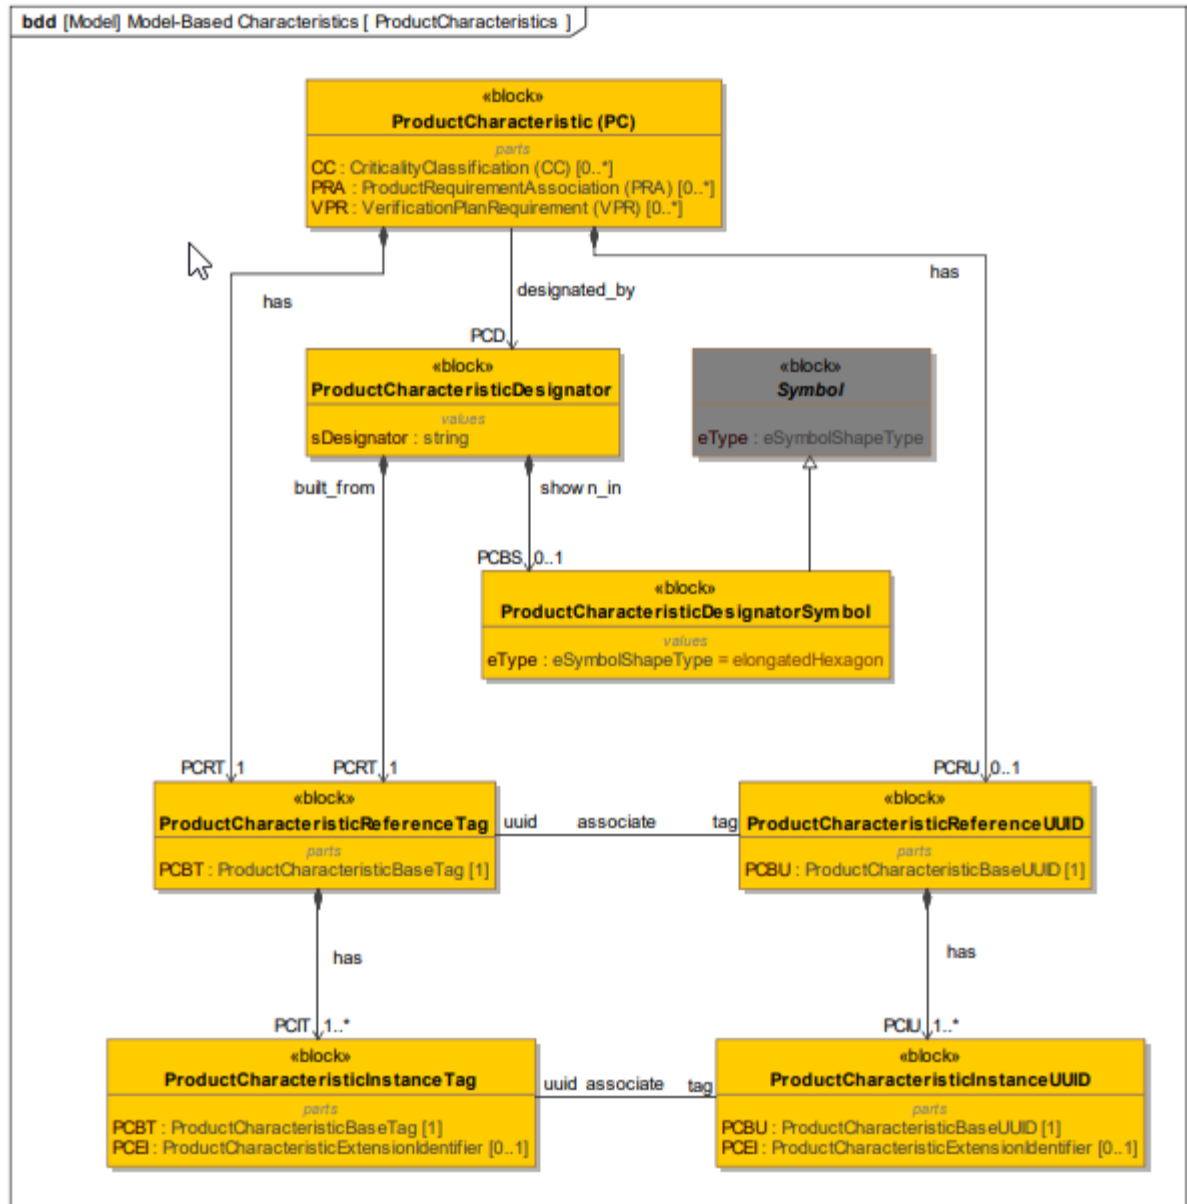 bdd [Model] Model-Based Characteristics [ ProductCharacteristics ]
«block»
ProductCharacteristic (PC)
parts
CC : CriticalityClassification (CC) [0..*]
PRA : ProductRequirementAssociation (PRA) [0..*]
VPR : VerificationPlanRequirement (VPR) [0..*]
has
designated_by
has
PCD
«block»
ProductCharacteristicDesignator
values
sDesignator : string
«block»
Symbol
eType : eSymbolShapeType
built_from
shown_in
PCBS 0..1
«block»
ProductCharacteristicDesignatorSymbol
values
eType : eSymbolShapeType = elongatedHexagon
PCRT 1
PCRT 1
PCRU 0..1
«block»
ProductCharacteristicReferenceTag
parts
PCBT : ProductCharacteristicBaseTag [1]
uuid associate tag
«block»
ProductCharacteristicReferenceUUID
parts
PCBU : ProductCharacteristicBaseUUID [1]
has
has
PCIT 1..*
PCIU 1..*
«block»
ProductCharacteristicInstanceTag
parts
PCBT : ProductCharacteristicBaseTag [1]
PCEI : ProductCharacteristicExtensionIdentifier [0..1]
uuid associate tag
«block»
ProductCharacteristicInstanceUUID
parts
PCBU : ProductCharacteristicBaseUUID [1]
PCEI : ProductCharacteristicExtensionIdentifier [0..1]